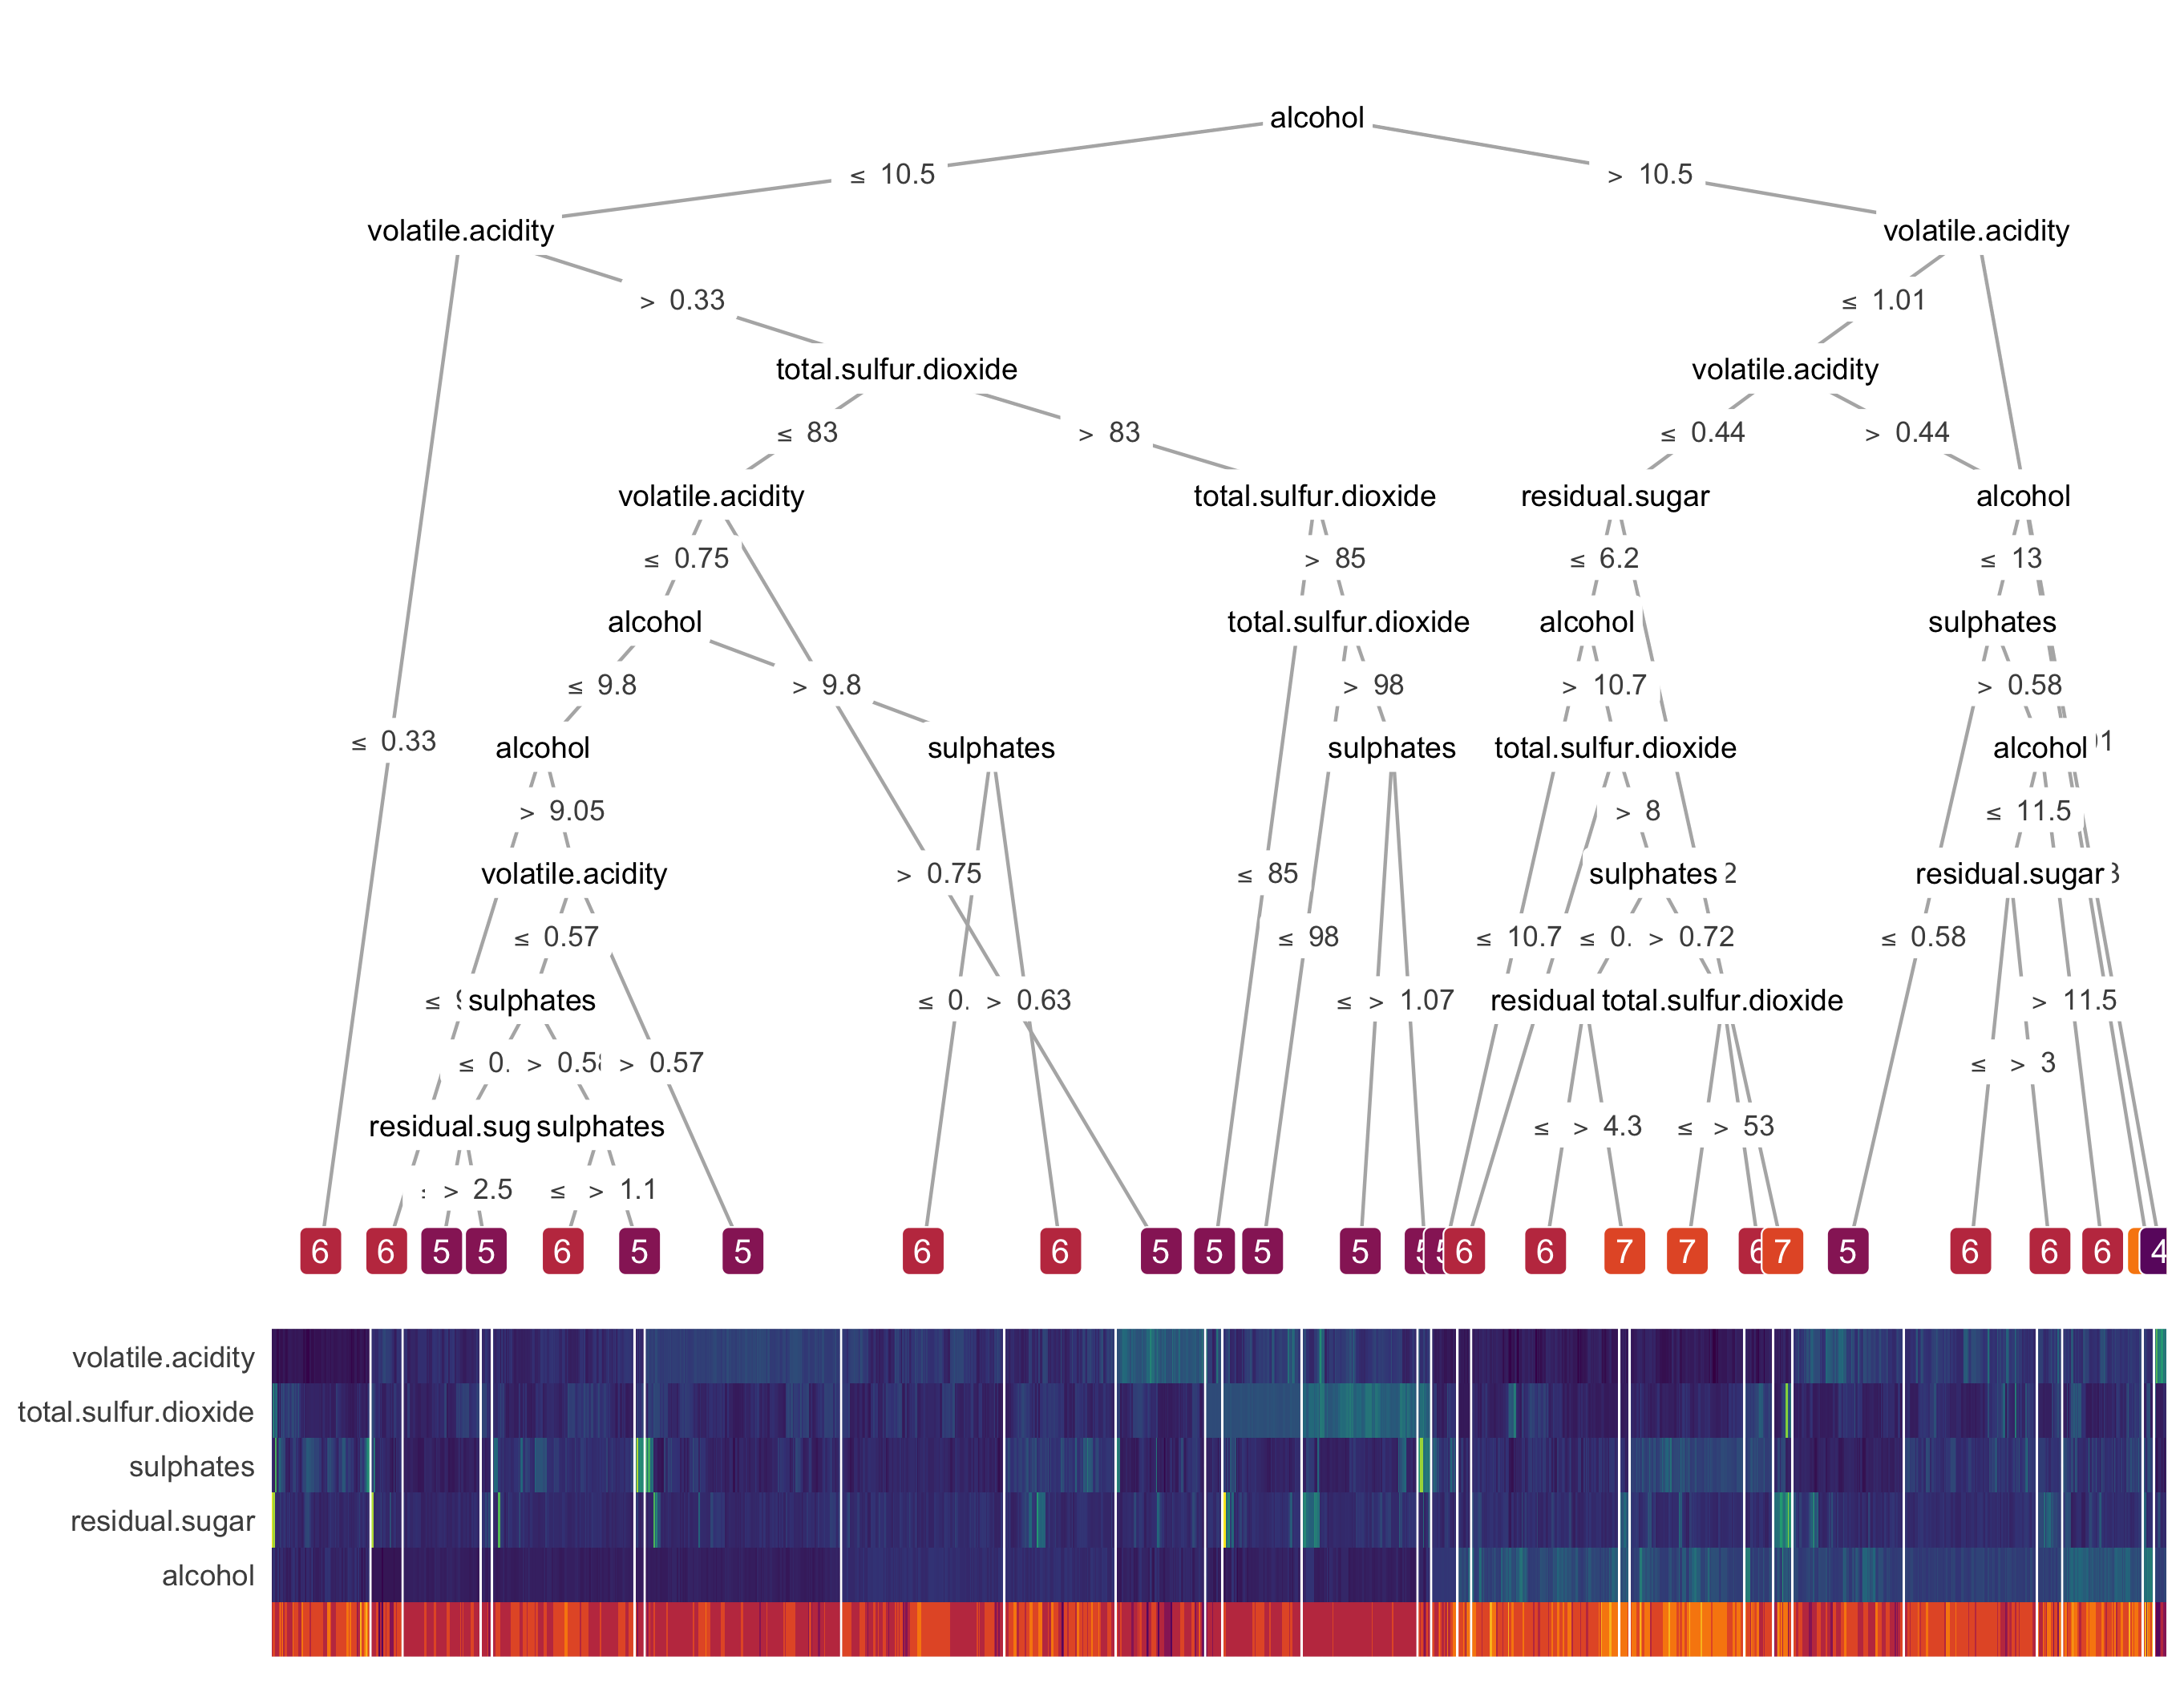 alcohol
≤ 10.5
> 10.5
volatile.acidity
volatile.acidity
> 0.33
≤ 1.01
total.sulfur.dioxide
volatile.acidity
≤ 83
> 83
≤ 0.44
> 0.44
volatile.acidity
total.sulfur.dioxide
residual.sugar
alcohol
≤ 0.75
> 85
≤ 6.2
≤ 13
alcohol
total.sulfur.dioxide
alcohol
sulphates
≤ 9.8
> 9.8
> 98
> 10.7
> 0.58
≤ 0.33
alcohol
sulphates
sulphates
total.sulfur.dioxide
alcohol
> 9.05
> 8
≤ 11.5
volatile.acidity
> 0.75
≤ 85
sulphates
residual.sugar
≤ 0.57
≤ 98
≤ 10.7
≤ 0.
> 0.72
≤ 0.58
sulphates
≤ 0.
> 0.63
≤
> 1.07
residual
total.sulfur.dioxide
> 11.5
≤ 0.
> 0.58
> 0.57
≤
> 3
residual.sug
sulphates
≤
> 4.3
≤
> 53
> 2.5
≤
> 1.1
6
6
5
5
6
5
5
6
6
5
5
5
5
5
5
6
6
7
7
6
7
5
6
6
6
4
volatile.acidity
total.sulfur.dioxide
sulphates
residual.sugar
alcohol